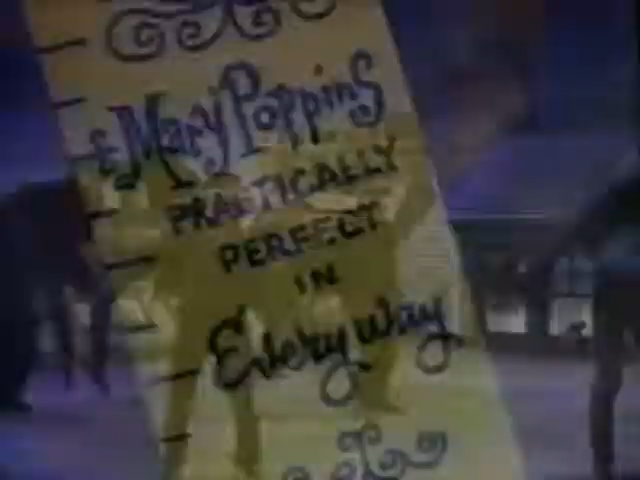 Mary Poppins
PRACTICALLY
PERFECT
IN
Every way